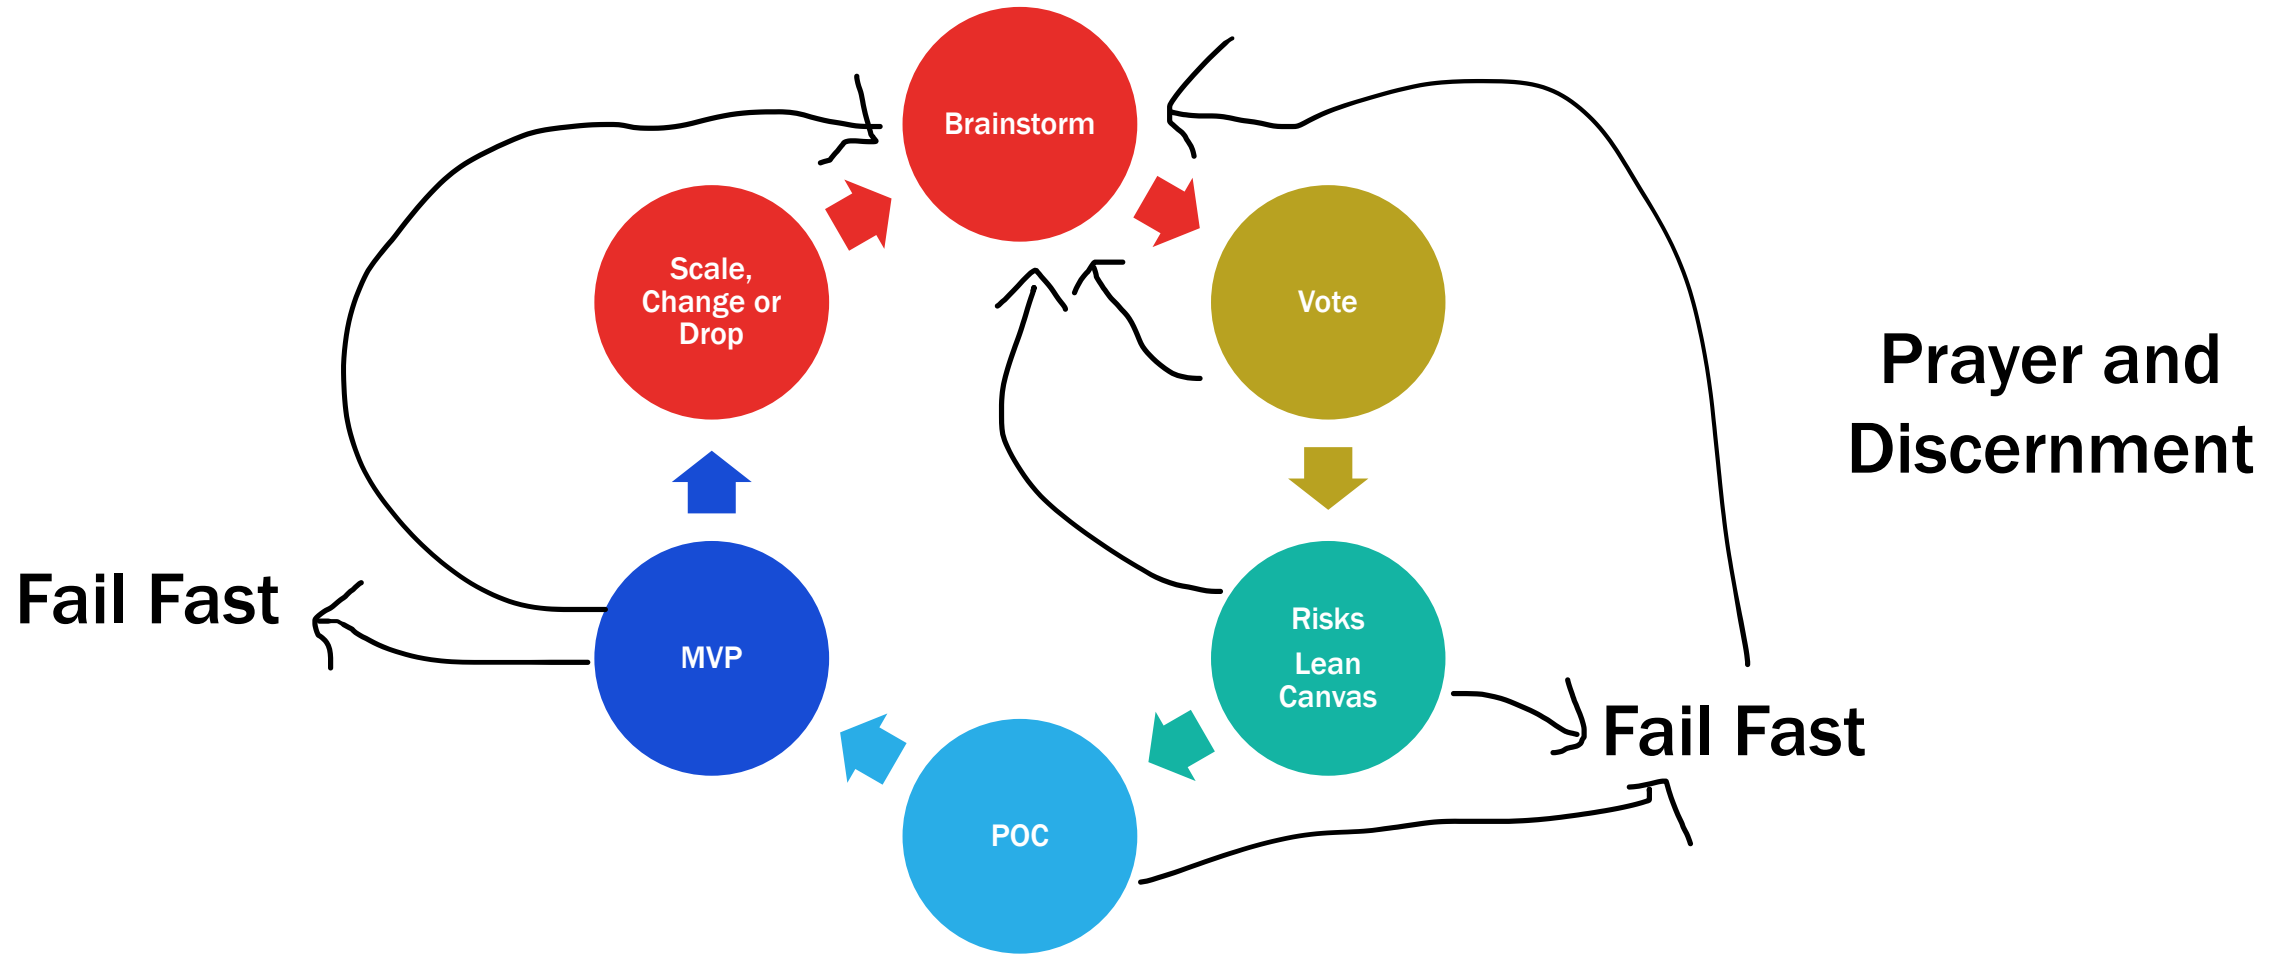 Brainstorm
Scale,
Change or
Drop
Vote
Prayer and
Discernment
Fail Fast
MVP
Risks
Lean
Canvas
Fail Fast
POC